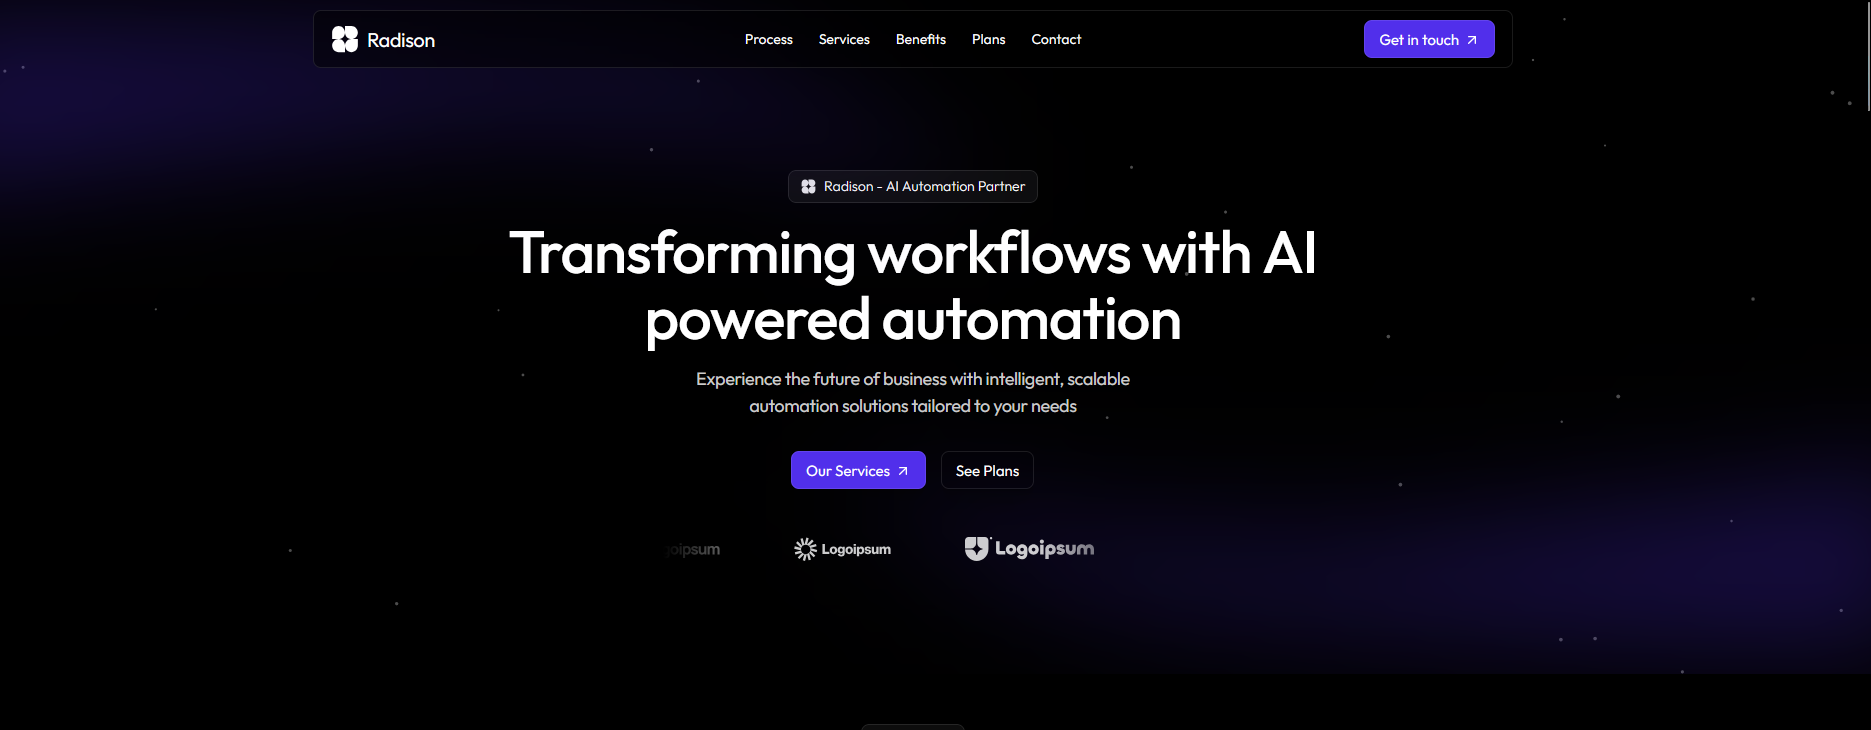 Radison
Process
Services
Benefits
Plans
Contact
Get in touch
Radison - AI Automation Partner
Transforming workflows with AI
powered automation
Experience the future of business with intelligent, scalable
automation solutions tailored to your needs
Our Services
See Plans
Logoipsum
Logoipsum